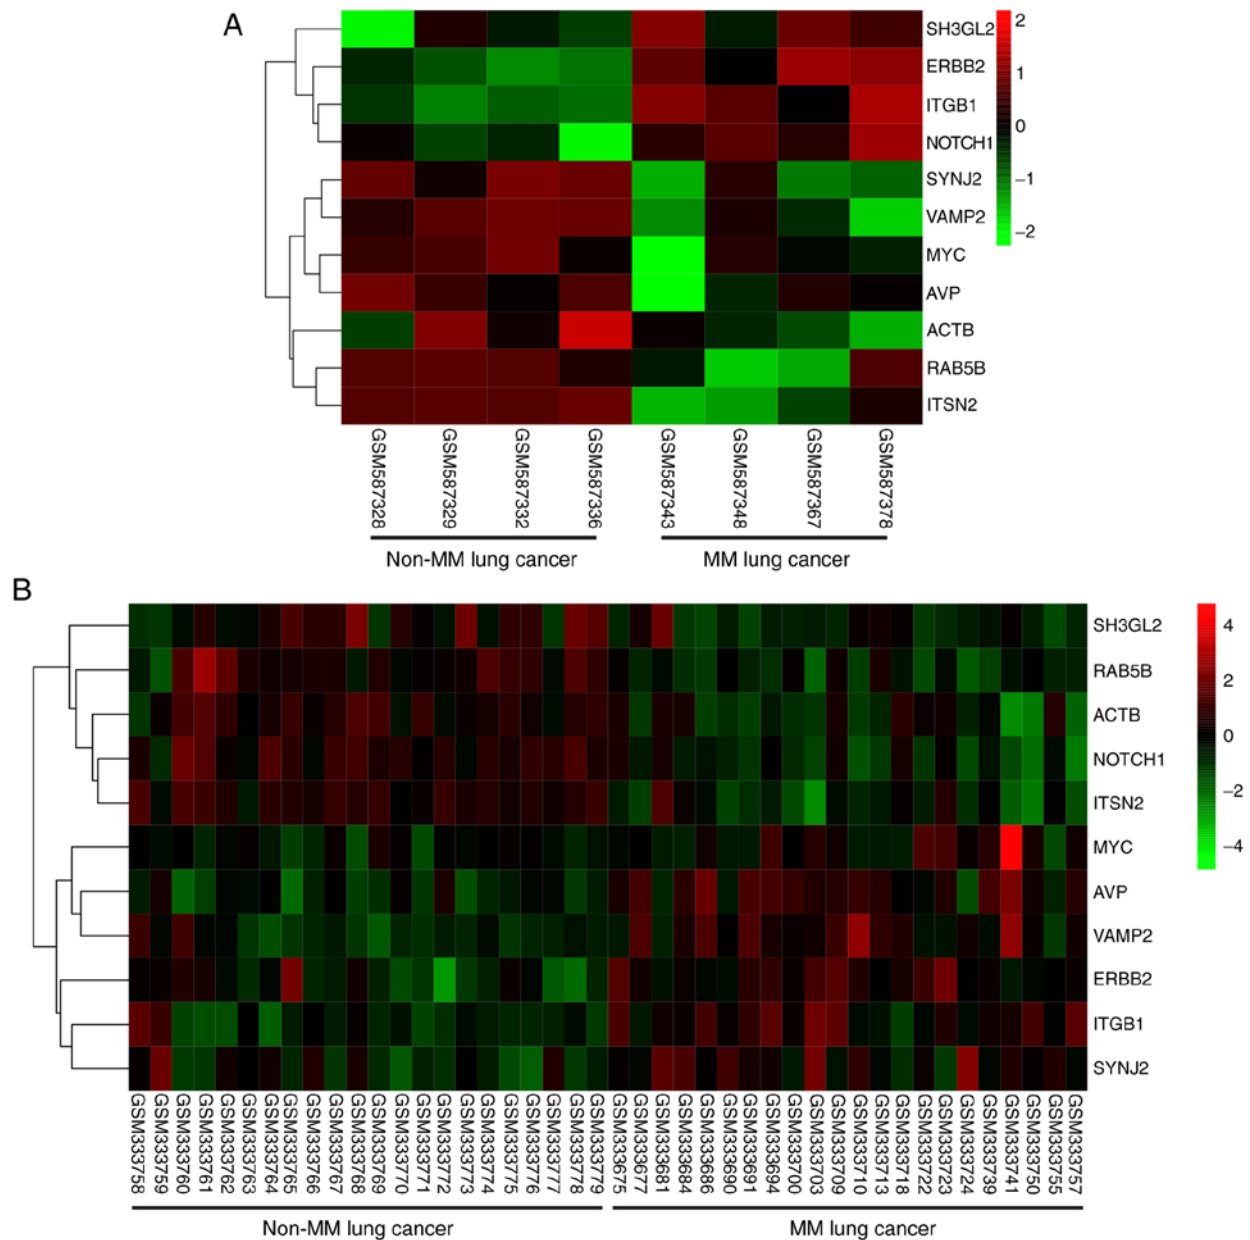 A
SH3GL2
ERBB2
ITGB1
NOTCH1
SYNJ2
VAMP2
MYC
AVP
ACTB
RAB5B
ITSN2
2
1
0
−1
−2
GSM587328
GSM587329
GSM587332
GSM587336
GSM587343
GSM587348
GSM587367
GSM587378
Non-MM lung cancer
MM lung cancer
B
SH3GL2
RAB5B
ACTB
NOTCH1
ITSN2
MYC
AVP
VAMP2
ERBB2
ITGB1
SYNJ2
4
2
0
−2
−4
GSM333758
GSM333759
GSM333760
GSM333761
GSM333762
GSM333763
GSM333764
GSM333765
GSM333766
GSM333767
GSM333768
GSM333769
GSM333770
GSM333771
GSM333772
GSM333773
GSM333774
GSM333775
GSM333776
GSM333777
GSM333778
GSM333779
GSM333675
GSM333677
GSM333681
GSM333684
GSM333686
GSM333690
GSM333691
GSM333694
GSM333700
GSM333703
GSM333709
GSM333710
GSM333713
GSM333718
GSM333722
GSM333723
GSM333724
GSM333739
GSM333741
GSM333750
GSM333755
GSM333757
Non-MM lung cancer
MM lung cancer